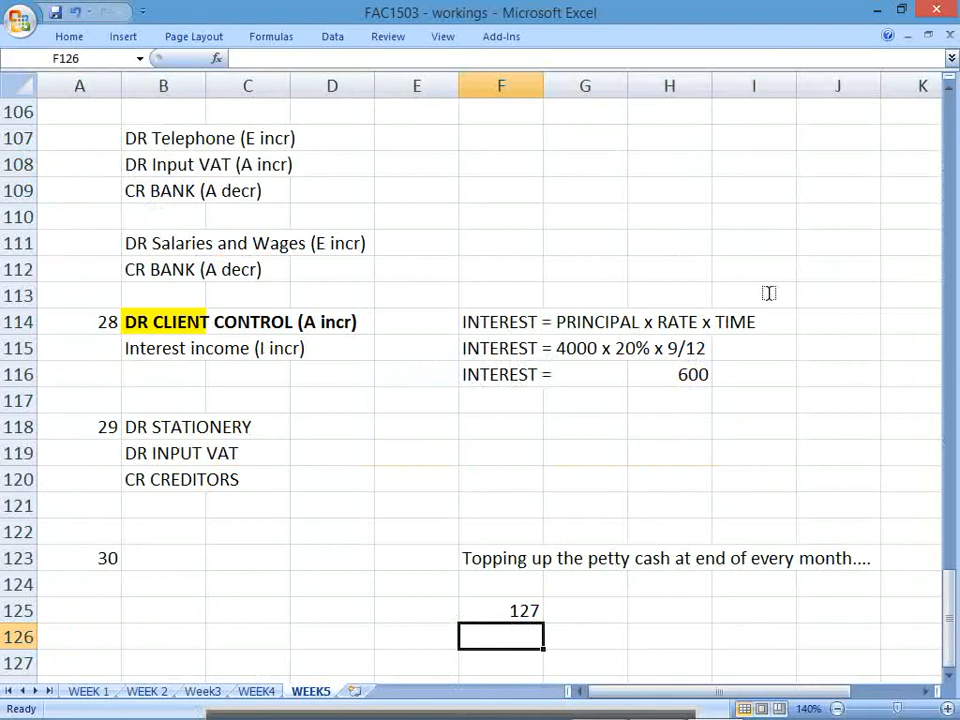 FAC1503 - workings - Microsoft Excel
Home Insert Page Layout Formulas Data Review View Add-Ins
F126 fx
A B C D E F G H I J K
106
107 DR Telephone (E incr)
108 DR Input VAT (A incr)
109 CR BANK (A decr)
110
111 DR Salaries and Wages (E incr)
112 CR BANK (A decr)
113
114 28 DR CLIENT CONTROL (A incr) INTEREST = PRINCIPAL x RATE x TIME
115 Interest income (I incr) INTEREST = 4000 x 20% x 9/12
116 INTEREST = 600
117
118 29 DR STATIONERY
119 DR INPUT VAT
120 CR CREDITORS
121
122
123 30 Topping up the petty cash at end of every month....
124
125 127
126
127
WEEK 1 WEEK 2 Week3 WEEK4 WEEK5
Ready 140%